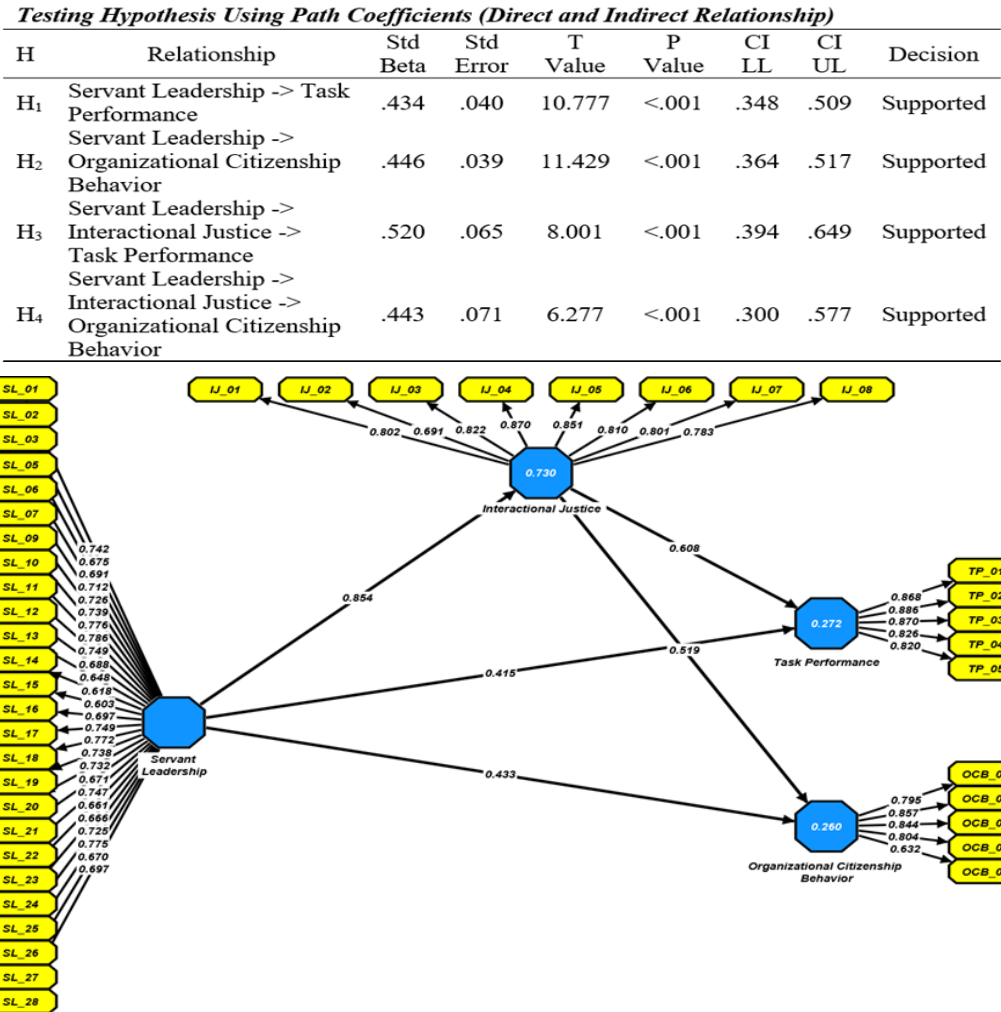 Testing Hypothesis Using Path Coefficients (Direct and Indirect Relationship)
H Relationship Std Beta Std Error T Value P Value CI LL CI UL Decision
H₁ Servant Leadership -> Task Performance .434 .040 10.777 <.001 .348 .509 Supported
H₂ Servant Leadership -> Organizational Citizenship Behavior .446 .039 11.429 <.001 .364 .517 Supported
H₃ Servant Leadership -> Interactional Justice -> Task Performance .520 .065 8.001 <.001 .394 .649 Supported
H₄ Servant Leadership -> Interactional Justice -> Organizational Citizenship Behavior .443 .071 6.277 <.001 .300 .577 Supported
SL_01
SL_02
SL_03
SL_05
SL_06
SL_07
SL_09
SL_10
SL_11
SL_12
SL_13
SL_14
SL_15
SL_16
SL_17
SL_18
SL_19
SL_20
SL_21
SL_22
SL_23
SL_24
SL_25
SL_26
SL_27
SL_28
0.742
0.675
0.691
0.712
0.726
0.739
0.776
0.786
0.749
0.688
0.648
0.618
0.603
0.697
0.749
0.772
0.738
0.732
0.671
0.747
0.661
0.666
0.725
0.775
0.670
0.697
Servant
Leadership
IJ_01 IJ_02 IJ_03 IJ_04 IJ_05 IJ_06 IJ_07 IJ_08
0.802 0.691 0.822 0.870 0.851 0.810 0.801 0.783
0.730
Interactional Justice
0.854
0.608
0.415
0.519
0.433
0.272
Task Performance
0.868
0.886
0.870
0.826
0.820
TP_01
TP_02
TP_03
TP_04
TP_05
0.260
Organizational Citizenship
Behavior
0.795
0.857
0.844
0.804
0.632
OCB_0
OCB_0
OCB_0
OCB_0
OCB_0